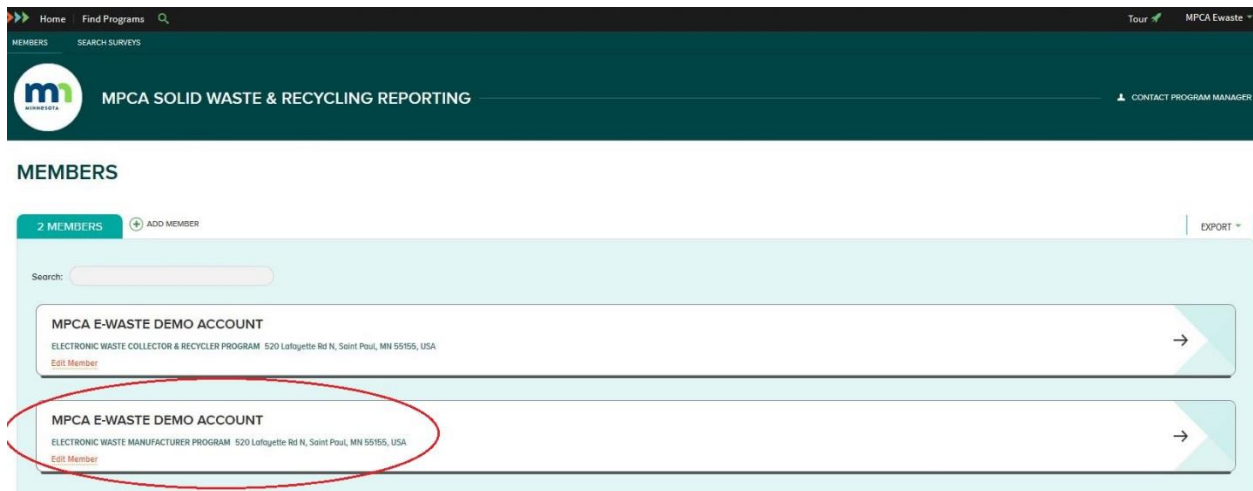 Home Find Programs Tour MPCA Ewaste
MEMBERS SEARCH SURVEYS
mn
MINNESOTA
MPCA SOLID WASTE & RECYCLING REPORTING
CONTACT PROGRAM MANAGER
MEMBERS
2 MEMBERS ADD MEMBER EXPORT
Search:
MPCA E-WASTE DEMO ACCOUNT
ELECTRONIC WASTE COLLECTOR & RECYCLER PROGRAM 520 Lafayette Rd N, Saint Paul, MN 55155, USA
Edit Member
MPCA E-WASTE DEMO ACCOUNT
ELECTRONIC WASTE MANUFACTURER PROGRAM 520 Lafayette Rd N, Saint Paul, MN 55155, USA
Edit Member